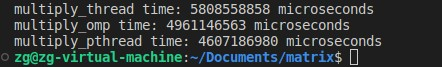 multiply_thread time: 5808558858 microseconds
multiply_omp time: 4961146563 microseconds
multiply_pthread time: 4607186980 microseconds
zg@zg-virtual-machine:~/Documents/matrix$